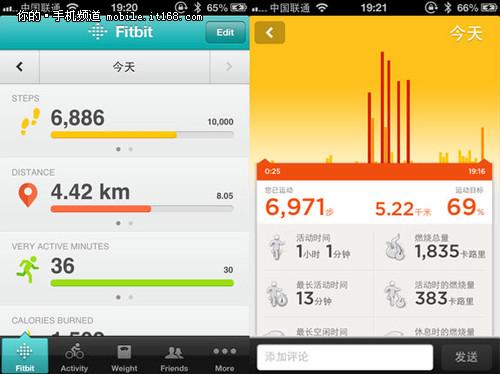 中国联通 19:20 65%
你的·手机频道 mobile.it168.com
Fitbit Edit
今天
STEPS
6,886 10,000
DISTANCE
4.42 km 8.05
VERY ACTIVE MINUTES
36 30
CALORIES BURNED
Fitbit Activity Weight Friends More
中国联通 19:21 66%
今天
0:25 19:16
您已运动 运动目标
6,971步 5.22千米 69%
活动时间
1小时 1分钟
燃烧总量
1,835卡路里
最长活动时间
13分钟
活动时的燃烧量
383卡路里
最长空闲时间
休息时的燃烧量
添加评论 发送